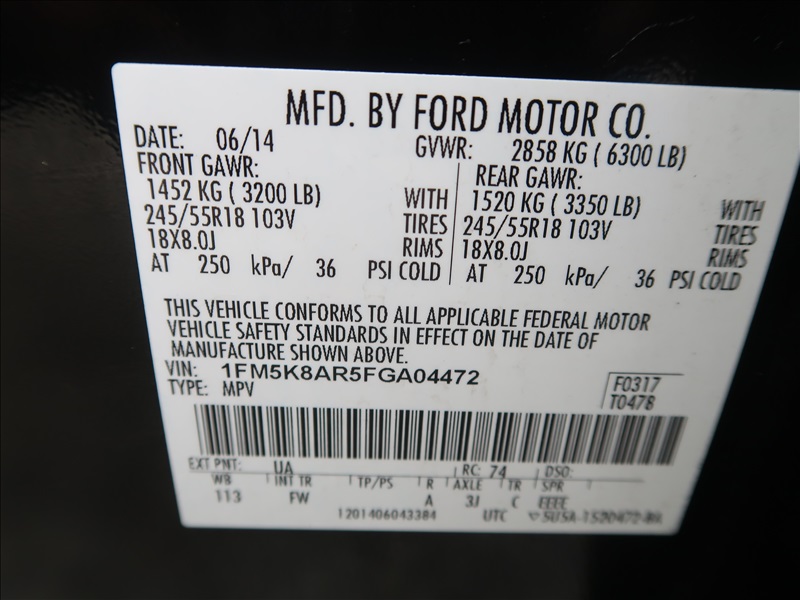 MFD. BY FORD MOTOR CO.
DATE: 06/14 GVWR: 2858 KG ( 6300 LB)
FRONT GAWR: REAR GAWR:
1452 KG ( 3200 LB) WITH 1520 KG ( 3350 LB) WITH
245/55R18 103V TIRES 245/55R18 103V TIRES
18X8.0J RIMS 18X8.0J RIMS
AT 250 kPa/ 36 PSI COLD AT 250 kPa/ 36 PSI COLD
THIS VEHICLE CONFORMS TO ALL APPLICABLE FEDERAL MOTOR
VEHICLE SAFETY STANDARDS IN EFFECT ON THE DATE OF
MANUFACTURE SHOWN ABOVE.
VIN: 1FM5K8AR5FGA04472 F0317
TYPE: MPV T0478
EXT PNT: UA RC: 74 DSO:
WB INT TR TP/PS R AXLE TR SPR
113 FW A 3J C EEEE
1201406043384 UTC